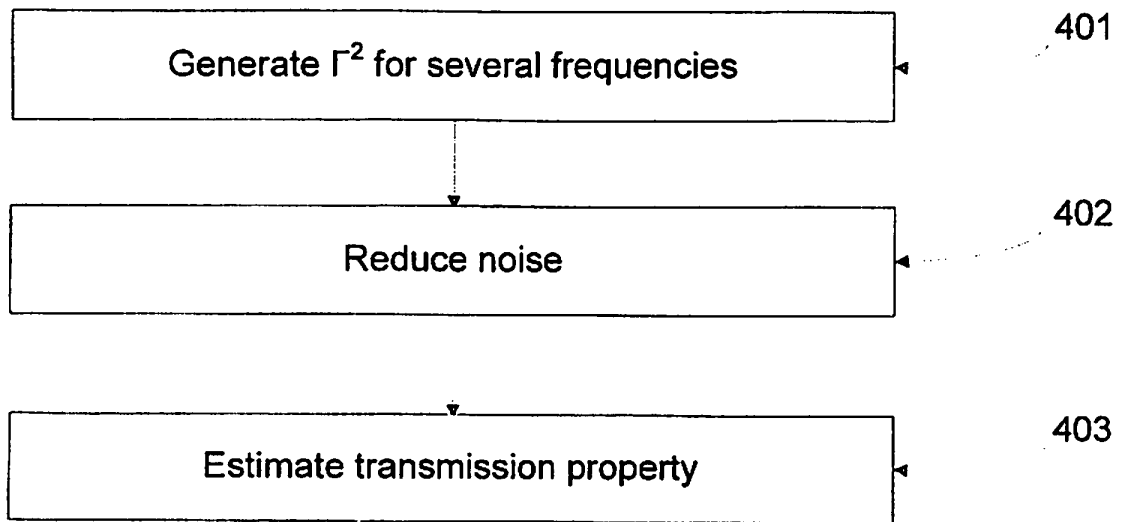 401
Generate Γ² for several frequencies
402
Reduce noise
403
Estimate transmission property